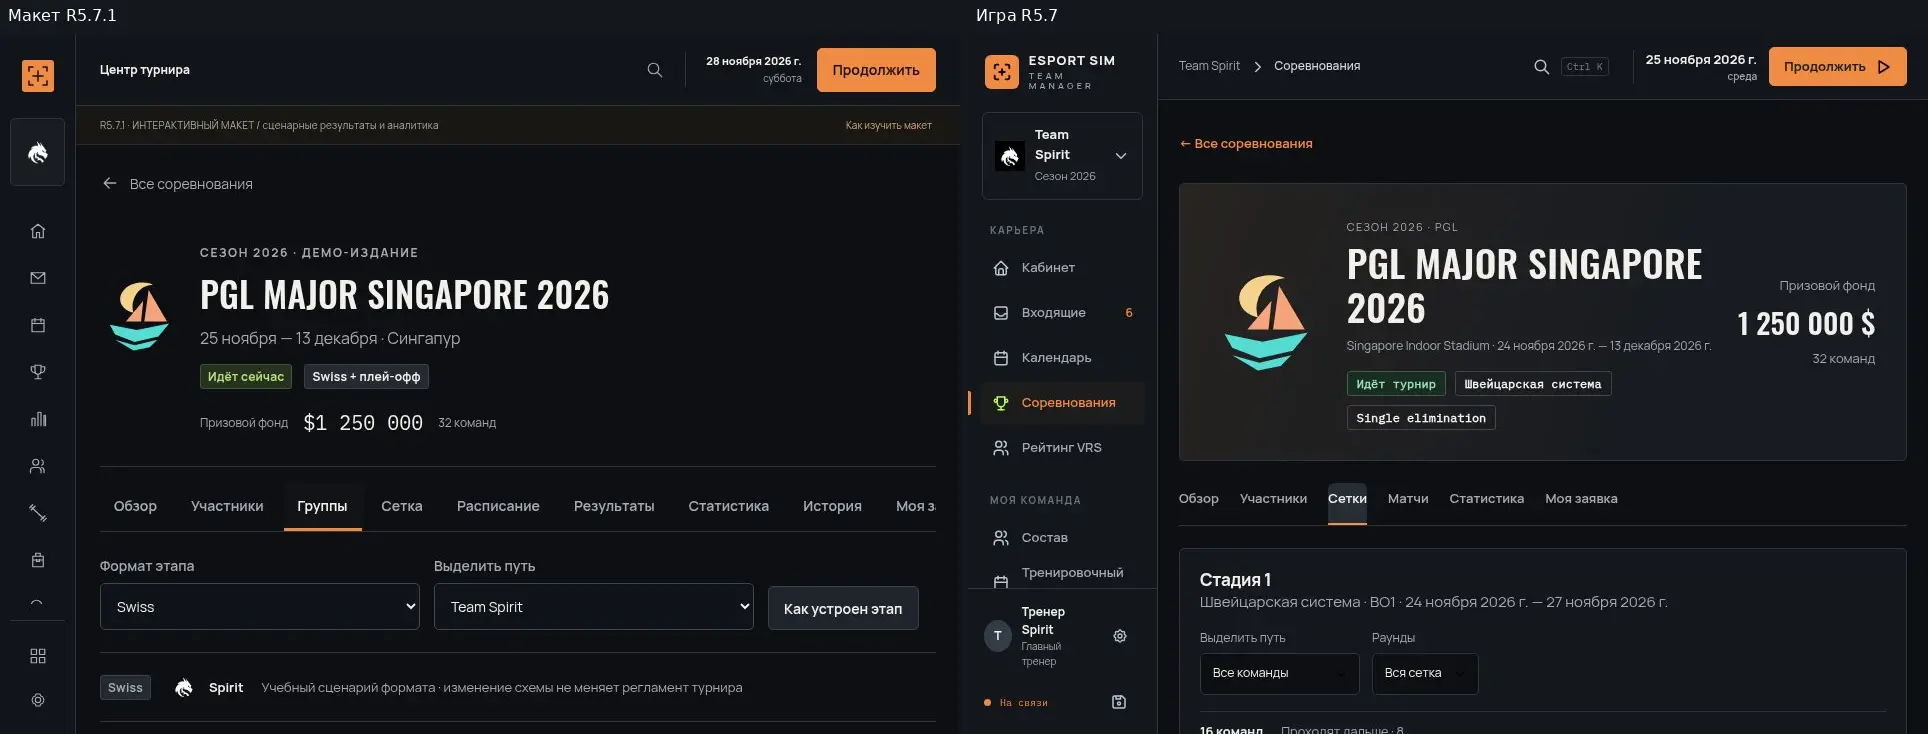 Макет R5.7.1
Центр турнира
28 ноября 2026 г.
суббота
Продолжить
R5.7.1 · ИНТЕРАКТИВНЫЙ МАКЕТ / сценарные результаты и аналитика
Как изучить макет
← Все соревнования
СЕЗОН 2026 · ДЕМО-ИЗДАНИЕ
PGL MAJOR SINGAPORE 2026
25 ноября — 13 декабря · Сингапур
Идёт сейчас
Swiss + плей-офф
Призовой фонд $1 250 000 32 команд
Обзор Участники Группы Сетка Расписание Результаты Статистика История Моя з
Формат этапа
Выделить путь
Swiss
Team Spirit
Как устроен этап
Swiss
Spirit
Учебный сценарий формата · изменение схемы не меняет регламент турнира
Игра R5.7
ESPORT SIM
TEAM
MANAGER
Team
Spirit
Сезон 2026
КАРЬЕРА
Кабинет
Входящие 6
Календарь
Соревнования
Рейтинг VRS
МОЯ КОМАНДА
Состав
Тренировочный
Т
Тренер
Spirit
Главный
тренер
На связи
Team Spirit > Соревнования
Ctrl K
25 ноября 2026 г.
среда
Продолжить
← Все соревнования
СЕЗОН 2026 · PGL
PGL MAJOR SINGAPORE
2026
Singapore Indoor Stadium · 24 ноября 2026 г. — 13 декабря 2026 г.
Идёт турнир
Швейцарская система
Single elimination
Призовой фонд
1 250 000 $
32 команд
Обзор Участники Сетки Матчи Статистика Моя заявка
Стадия 1
Швейцарская система · BO1 · 24 ноября 2026 г. — 27 ноября 2026 г.
Выделить путь
Раунды
Все команды
Вся сетка
16 команд Проходят дальше · 8